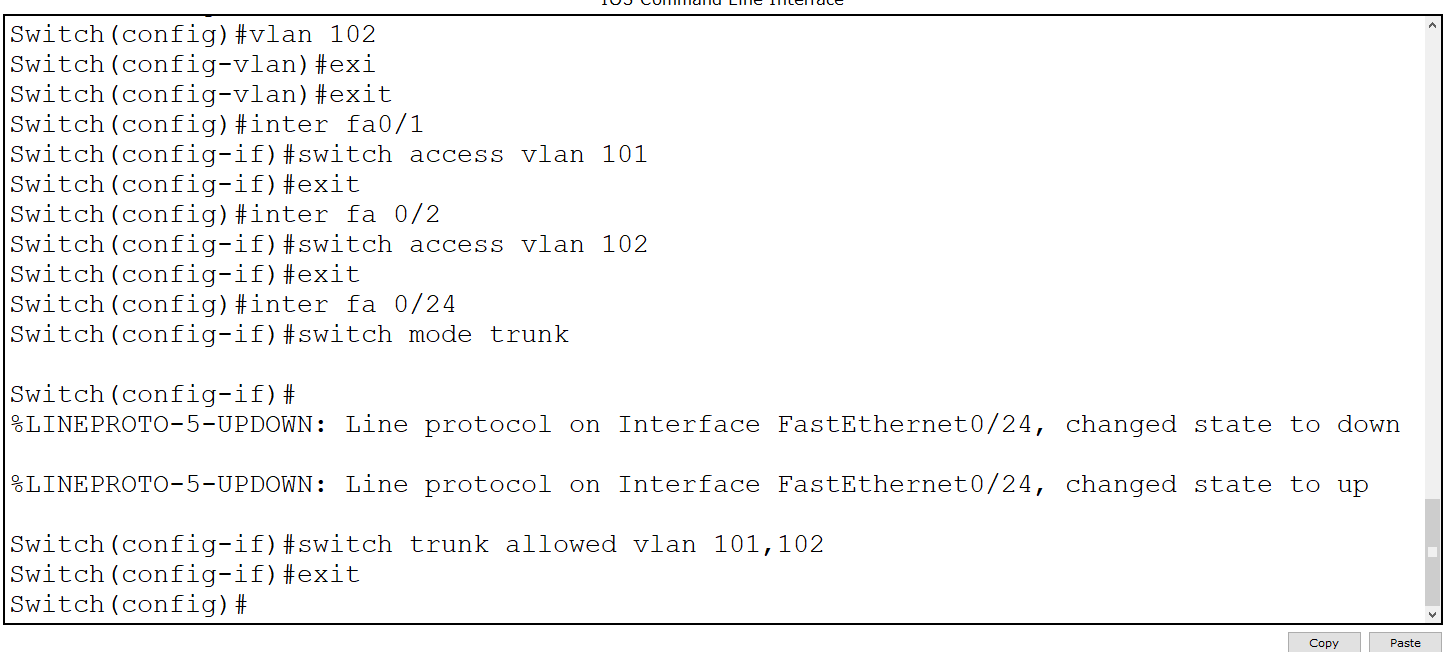 IOS Command Line Interface
Switch(config)#vlan 102
Switch(config-vlan)#exi
Switch(config-vlan)#exit
Switch(config)#inter fa0/1
Switch(config-if)#switch access vlan 101
Switch(config-if)#exit
Switch(config)#inter fa 0/2
Switch(config-if)#switch access vlan 102
Switch(config-if)#exit
Switch(config)#inter fa 0/24
Switch(config-if)#switch mode trunk
Switch(config-if)#
%LINEPROTO-5-UPDOWN: Line protocol on Interface FastEthernet0/24, changed state to down
%LINEPROTO-5-UPDOWN: Line protocol on Interface FastEthernet0/24, changed state to up
Switch(config-if)#switch trunk allowed vlan 101,102
Switch(config-if)#exit
Switch(config)#
Copy Paste